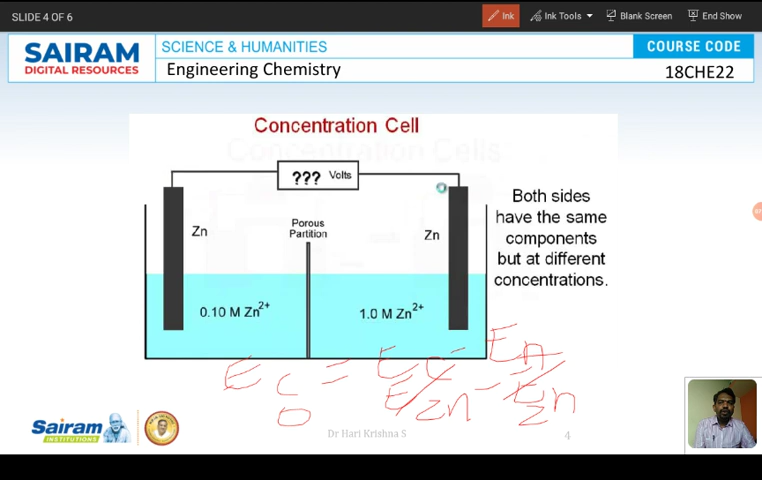 SLIDE 4 OF 6
Ink
Ink Tools
Blank Screen
End Show
SAIRAM
DIGITAL RESOURCES
SCIENCE & HUMANITIES
Engineering Chemistry
COURSE CODE
18CHE22
Concentration Cell
??? Volts
Zn
Porous
Partition
Zn
0.10 M Zn2+
1.0 M Zn2+
Both sides
have the same
components
but at different
concentrations.
Sairam
INSTITUTIONS
Dr Hari Krishna S
4